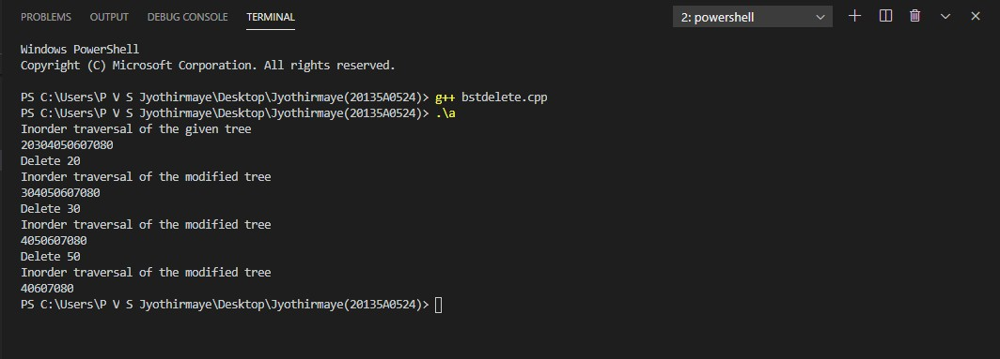 PROBLEMS OUTPUT DEBUG CONSOLE TERMINAL 2: powershell
Windows PowerShell
Copyright (C) Microsoft Corporation. All rights reserved.
PS C:\Users\P V S Jyothirmaye\Desktop\Jyothirmaye(20135A0524)> g++ bstdelete.cpp
PS C:\Users\P V S Jyothirmaye\Desktop\Jyothirmaye(20135A0524)> .\a
Inorder traversal of the given tree
20304050607080
Delete 20
Inorder traversal of the modified tree
304050607080
Delete 30
Inorder traversal of the modified tree
4050607080
Delete 50
Inorder traversal of the modified tree
40607080
PS C:\Users\P V S Jyothirmaye\Desktop\Jyothirmaye(20135A0524)>